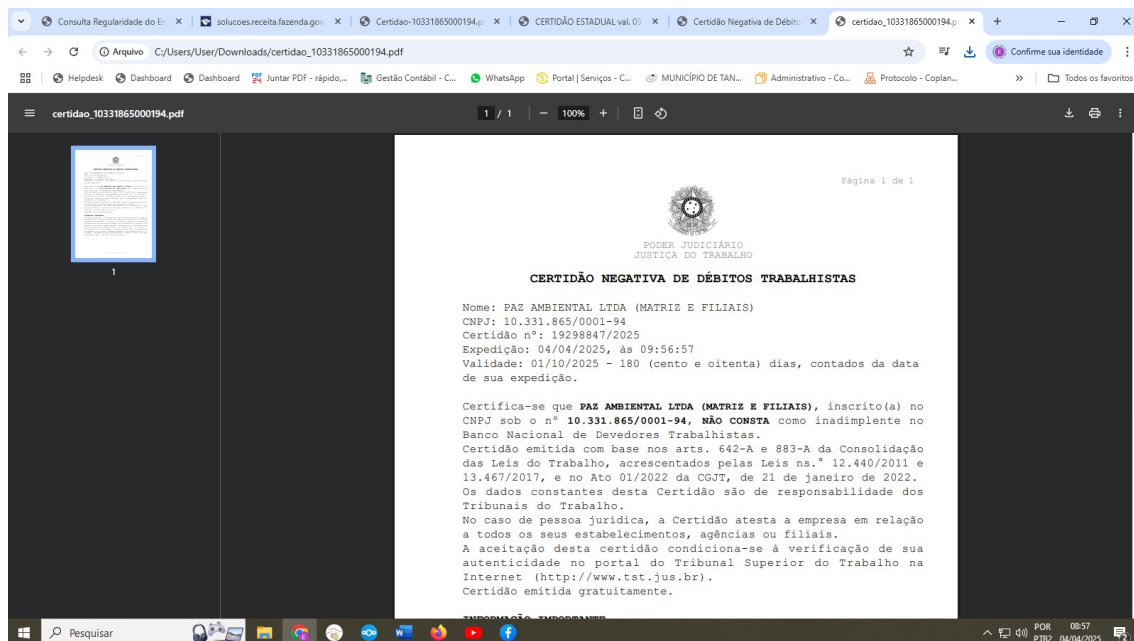 Consulta Regularidade do En
solucoes.receita.fazenda.gov
Certidao-10331865000194.p
CERTIDÃO ESTADUAL val. 03
Certidão Negativa de Débito
certidao_10331865000194.p
Arquivo C:/Users/User/Downloads/certidao_10331865000194.pdf
Confirme sua identidade
Helpdesk
Dashboard
Dashboard
Juntar PDF - rápido,...
Gestão Contábil - C...
WhatsApp
Portal | Serviços - C...
MUNICÍPIO DE TAN...
Administrativo - Co...
Protocolo - Coplan...
Todos os favoritos
certidao_10331865000194.pdf
1 / 1
100%
1
Página 1 de 1
PODER JUDICIÁRIO
JUSTIÇA DO TRABALHO
CERTIDÃO NEGATIVA DE DÉBITOS TRABALHISTAS
Nome: PAZ AMBIENTAL LTDA (MATRIZ E FILIAIS)
CNPJ: 10.331.865/0001-94
Certidão nº: 19298847/2025
Expedição: 04/04/2025, às 09:56:57
Validade: 01/10/2025 - 180 (cento e oitenta) dias, contados da data
de sua expedição.
Certifica-se que PAZ AMBIENTAL LTDA (MATRIZ E FILIAIS), inscrito(a) no
CNPJ sob o nº 10.331.865/0001-94, NÃO CONSTA como inadimplente no
Banco Nacional de Devedores Trabalhistas.
Certidão emitida com base nos arts. 642-A e 883-A da Consolidação
das Leis do Trabalho, acrescentados pelas Leis ns.° 12.440/2011 e
13.467/2017, e no Ato 01/2022 da CGJT, de 21 de janeiro de 2022.
Os dados constantes desta Certidão são de responsabilidade dos
Tribunais do Trabalho.
No caso de pessoa jurídica, a Certidão atesta a empresa em relação
a todos os seus estabelecimentos, agências ou filiais.
A aceitação desta certidão condiciona-se à verificação de sua
autenticidade no portal do Tribunal Superior do Trabalho na
Internet (http://www.tst.jus.br).
Certidão emitida gratuitamente.
INFORMAÇÃO IMPORTANTE
Pesquisar
POR
08:57
PTB2
04/04/2025